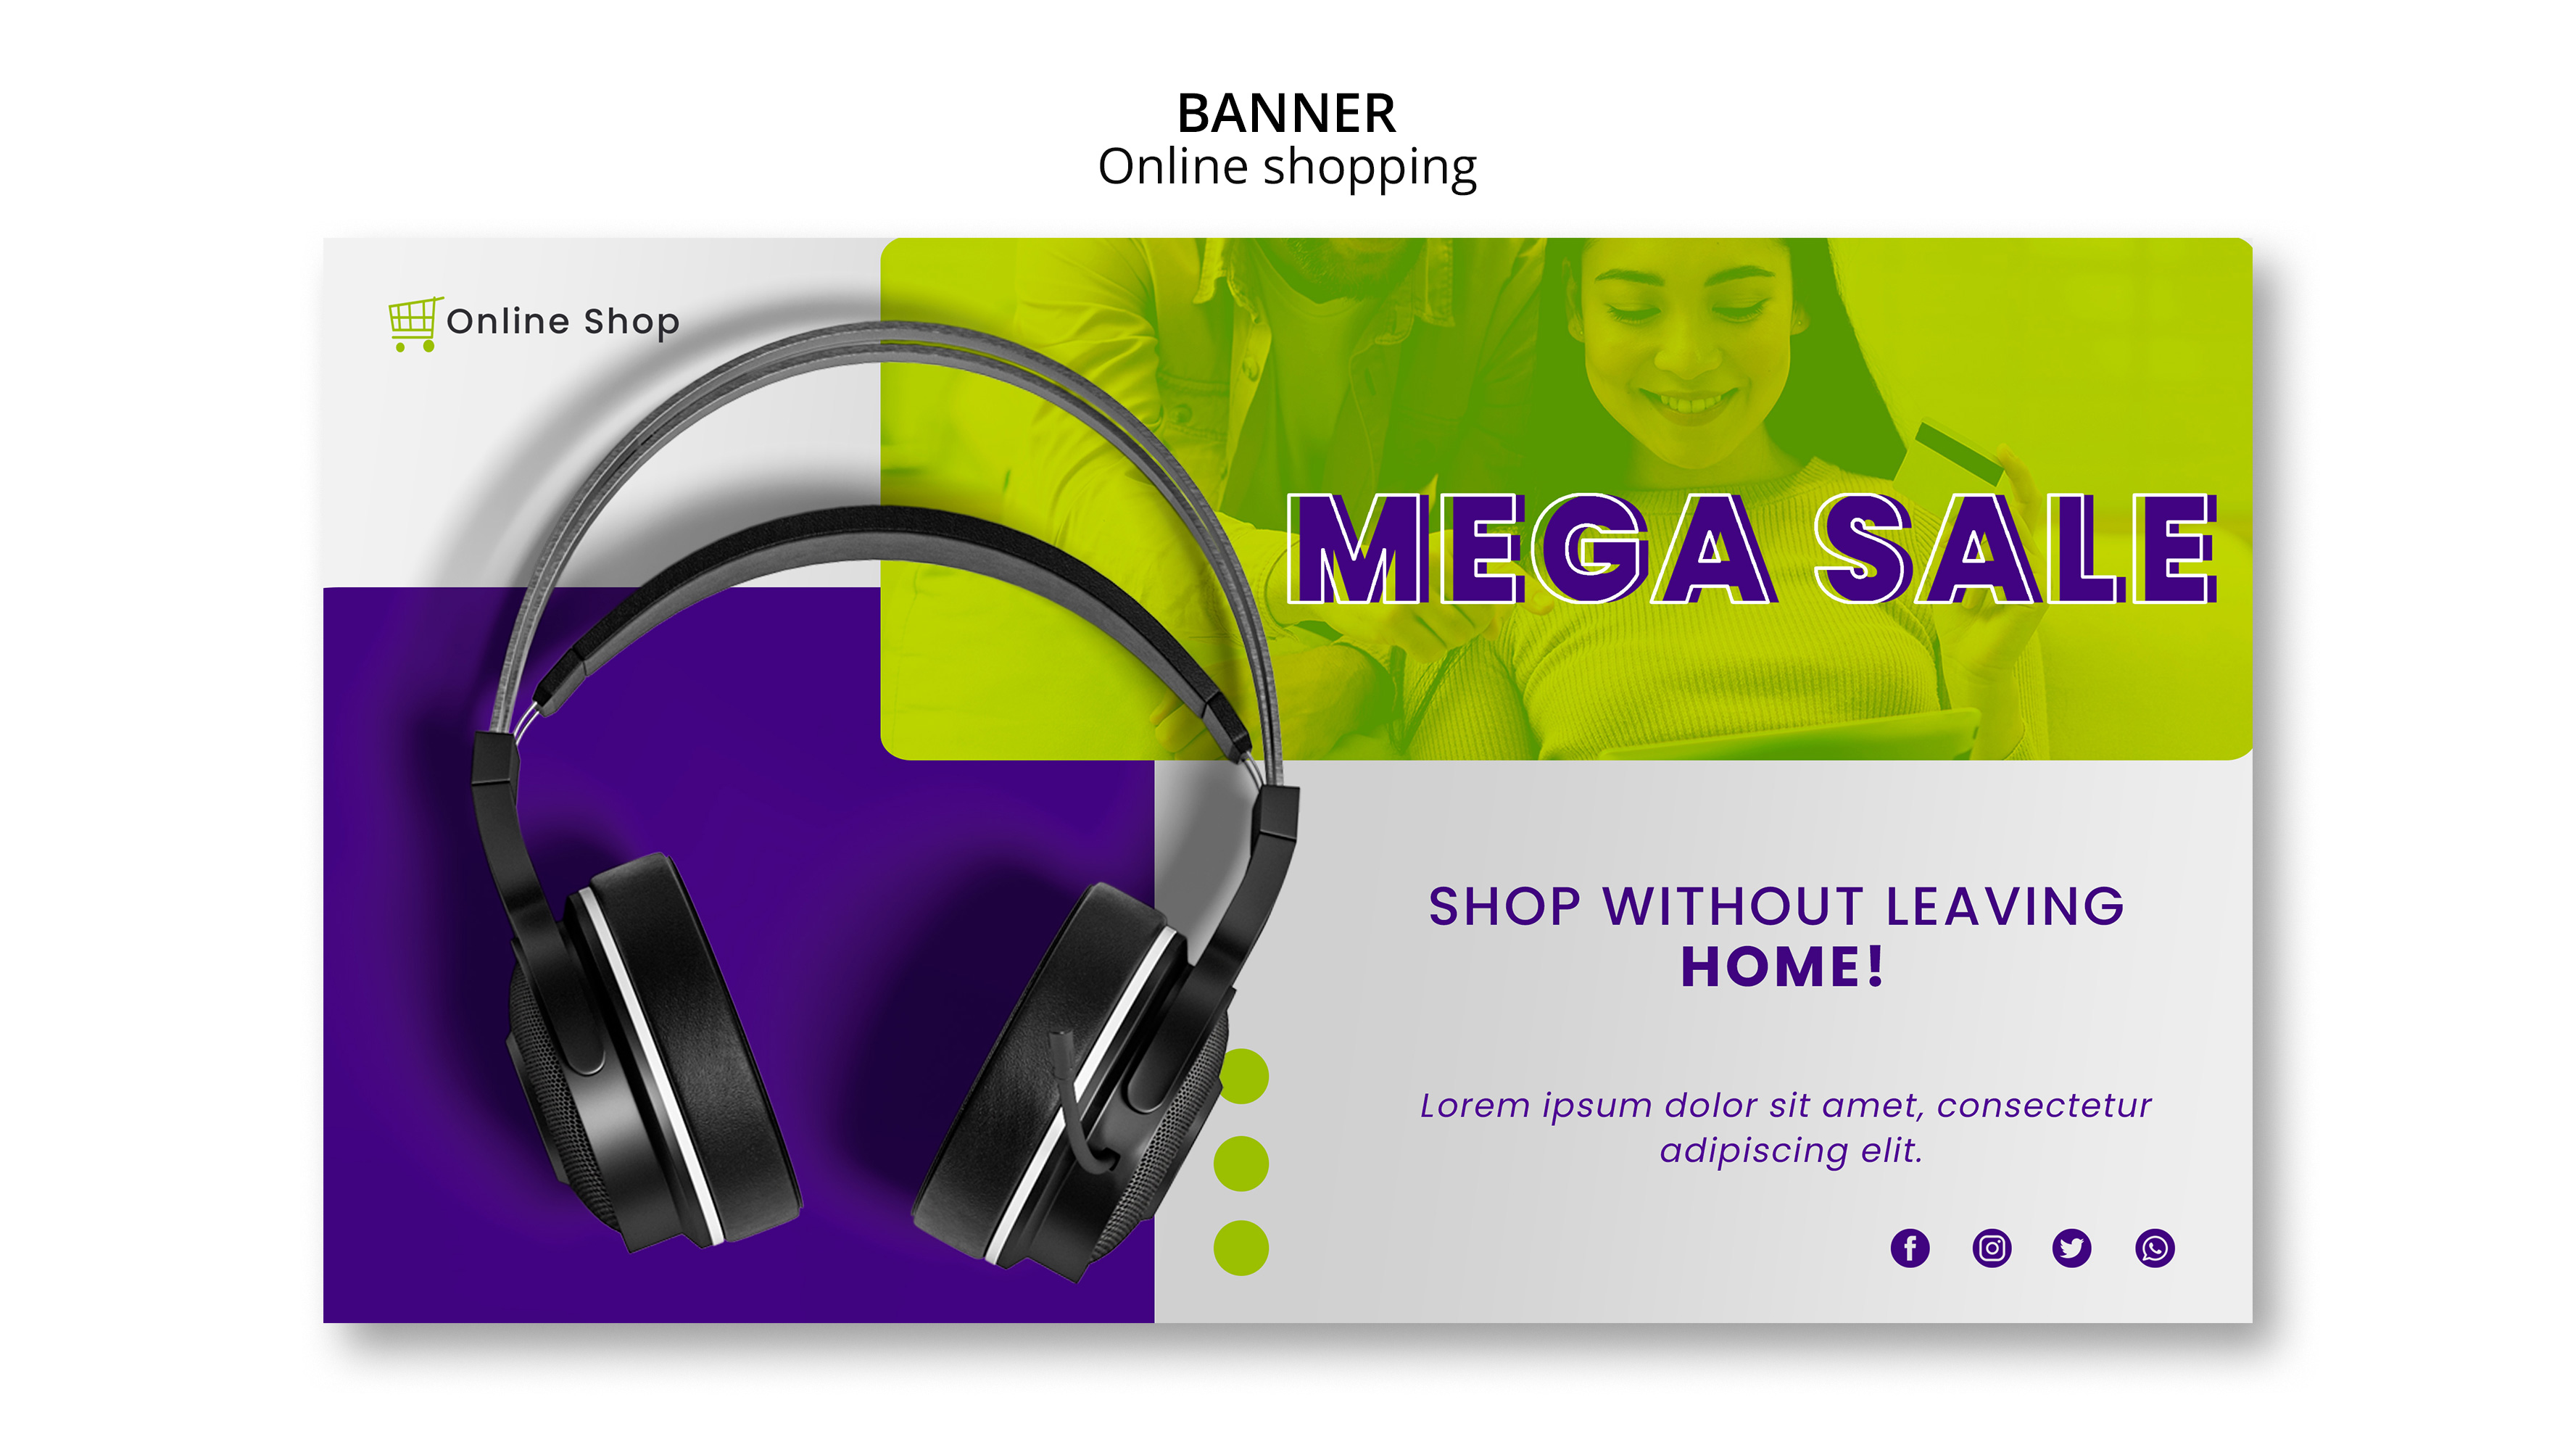 BANNER
Online shopping
Online Shop
MEGA SALE
SHOP WITHOUT LEAVING
HOME!
Lorem ipsum dolor sit amet, consectetur
adipiscing elit.